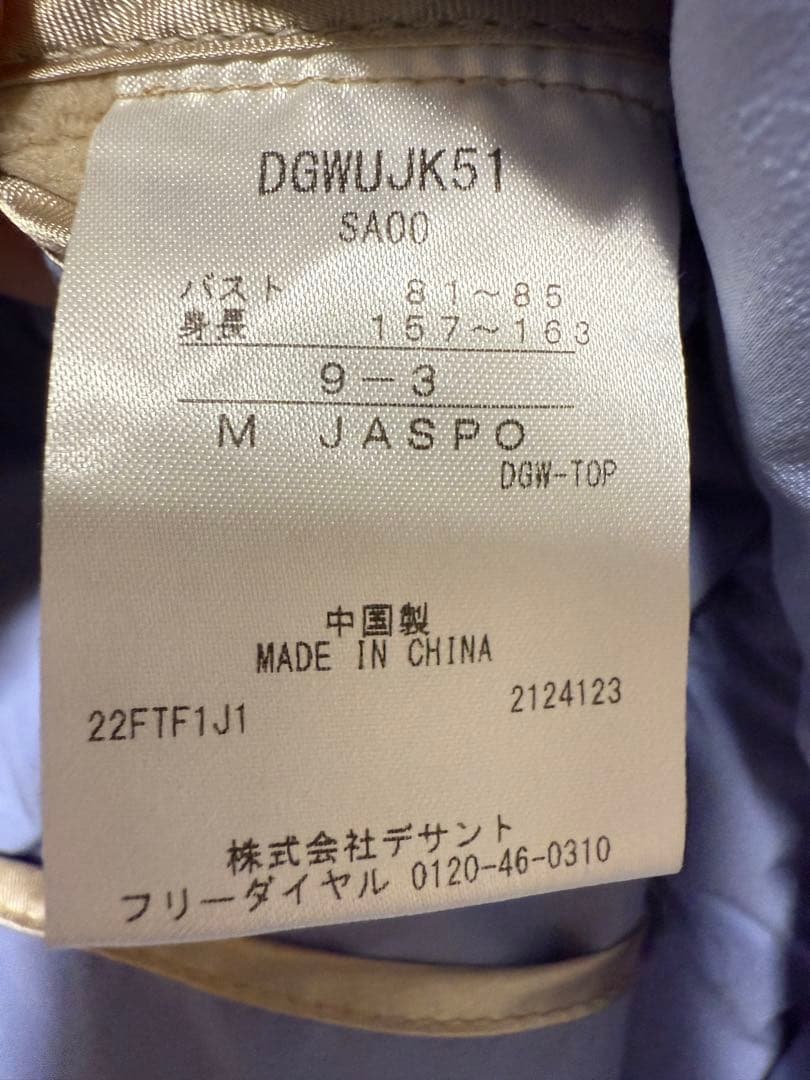 DGWUJK51
SA00
バスト 81～85
身長 157～163
9－3
M JASPO
DGW-TOP
中国製
MADE IN CHINA
22FTF1J1 2124123
株式会社デサント
フリーダイヤル 0120-46-0310